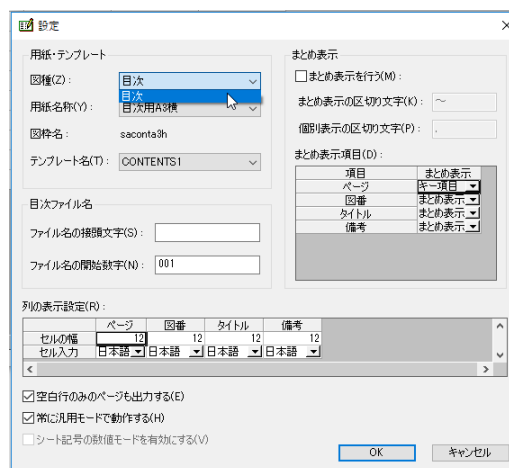 設定
用紙・テンプレート
図種(Z)： 目次
目次
用紙名称(Y)： 目次用A3横
図枠名： saconta3h
テンプレート名(T)： CONTENTS1
目次ファイル名
ファイル名の接頭文字(S)：
ファイル名の開始数字(N)： 001
まとめ表示
まとめ表示を行う(M)：
まとめ表示の区切り文字(K)： ～
個別表示の区切り文字(P)： .
まとめ表示項目(D)：
項目 まとめ表示
ページ キー項目
図番 まとめ表示
タイトル まとめ表示
備考 まとめ表示
列の表示設定(R)：
ページ 図番 タイトル 備考
セルの幅 12 12 12 12
セル入力 日本語 日本語 日本語 日本語
空白行のみのページも出力する(E)
常に汎用モードで動作する(H)
シート記号の数値モードを有効にする(V)
OK キャンセル